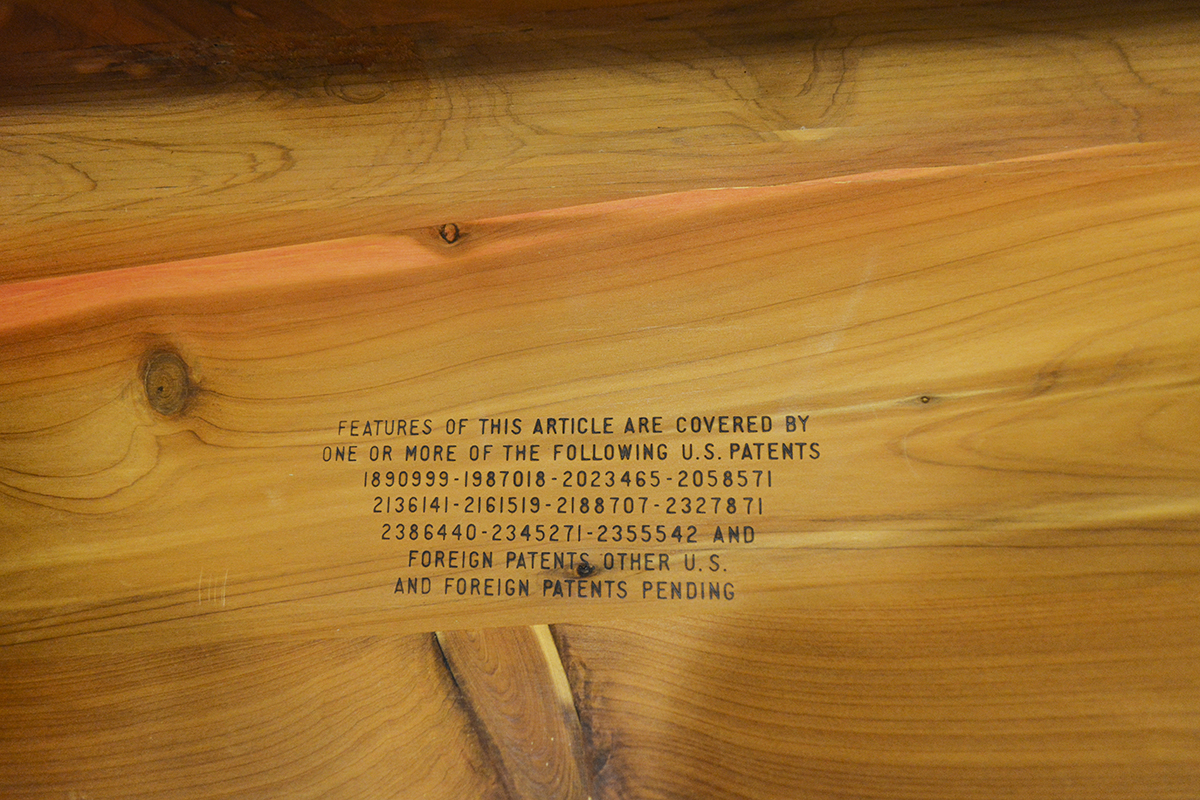 FEATURES OF THIS ARTICLE ARE COVERED BY
ONE OR MORE OF THE FOLLOWING U.S. PATENTS
1890999-1987018-2023465-2058571
2136141-2161519-2188707-2327871
2386440-2345271-2355542 AND
FOREIGN PATENTS OTHER U.S.
AND FOREIGN PATENTS PENDING